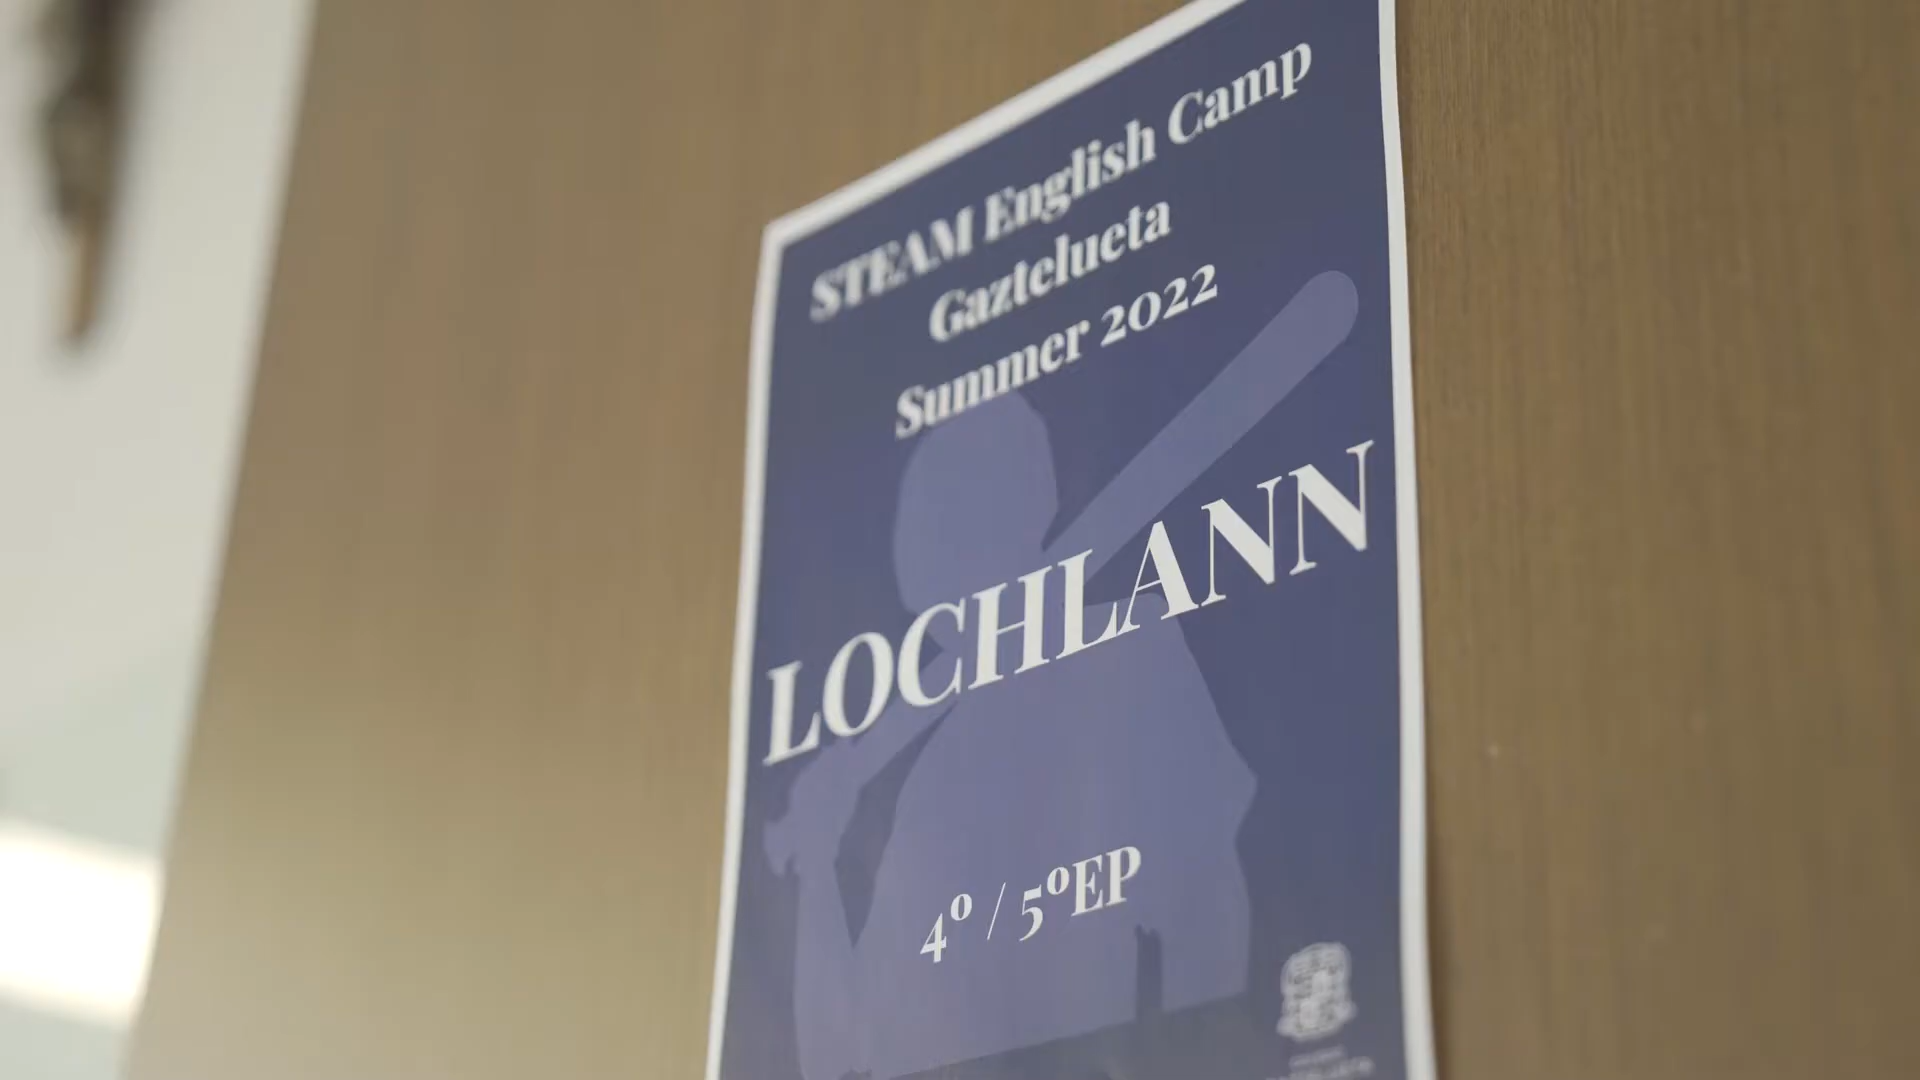 STEAM English Camp
Gaztelueta
Summer 2022
LOCHLANN
4º / 5ºEP